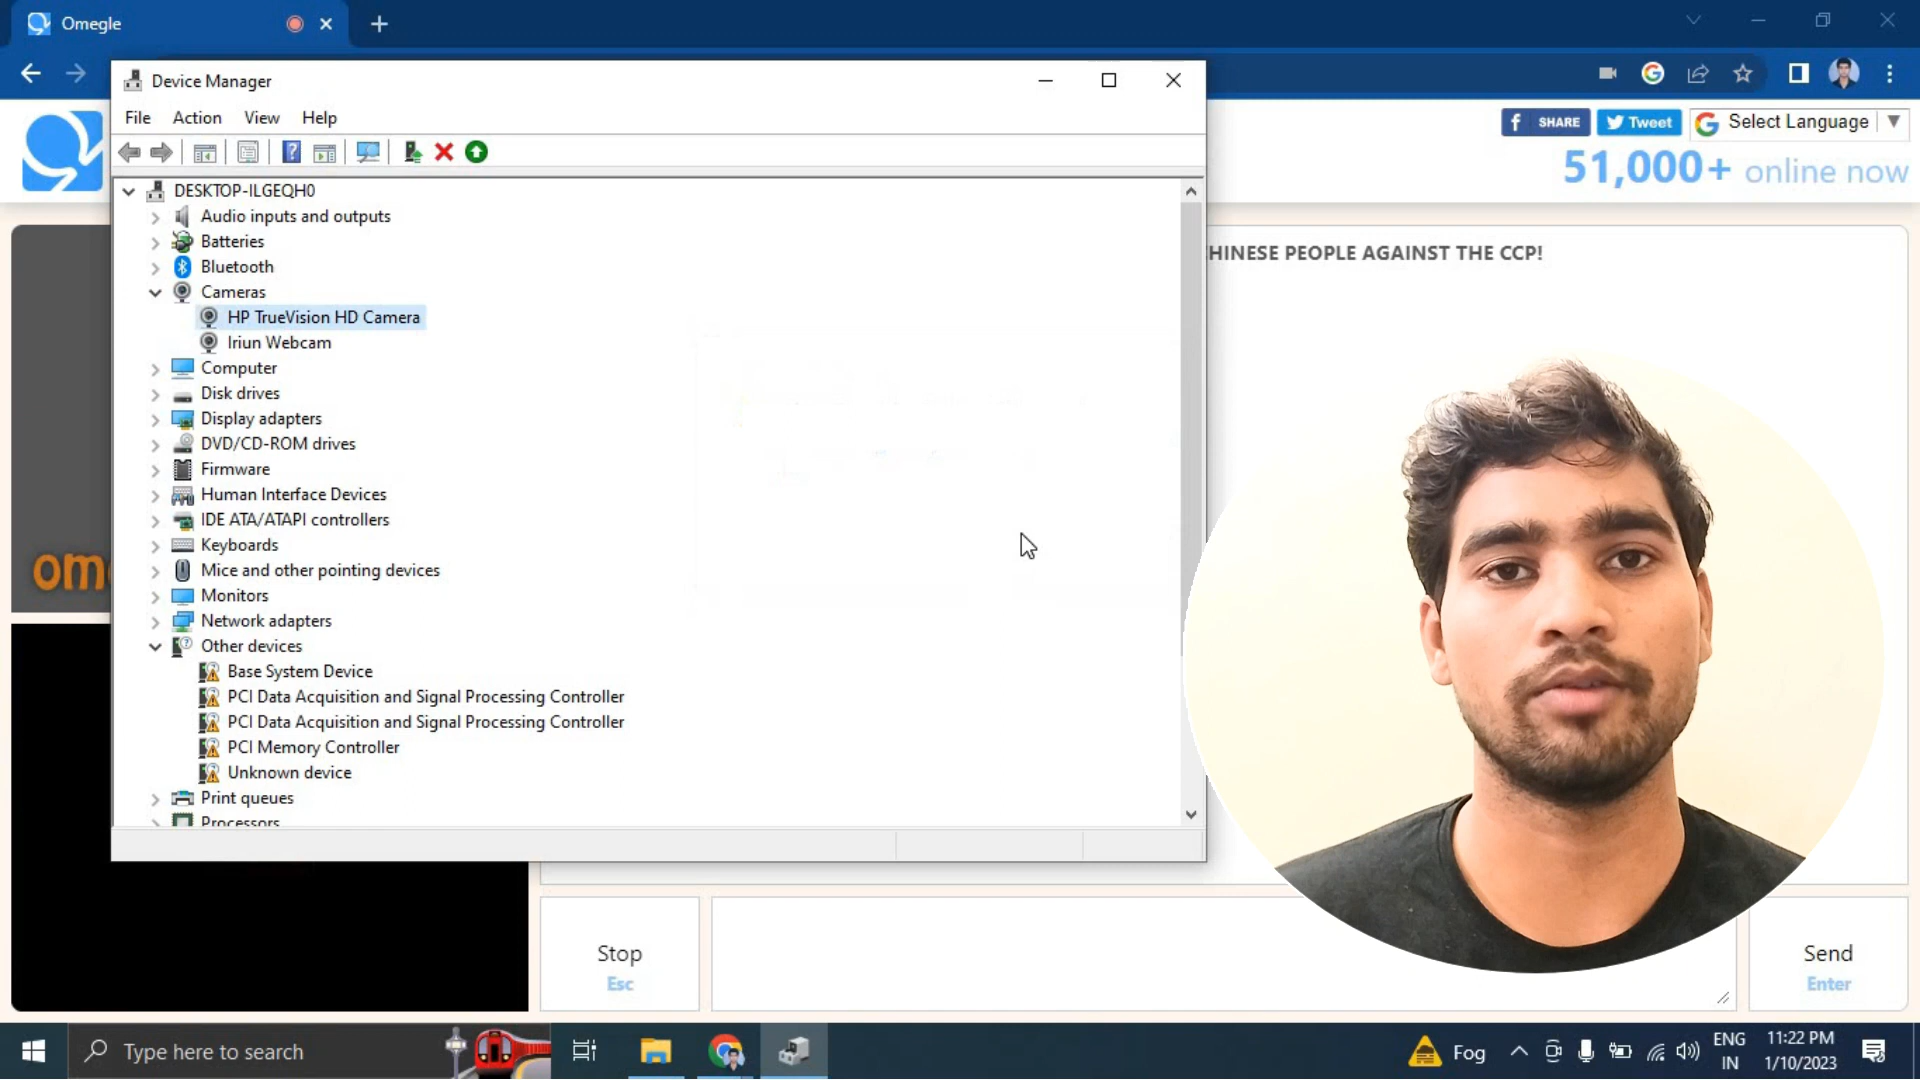 Omegle
Device Manager
File Action View Help
SHARE
Tweet
Select Language
51,000+ online now
DESKTOP-ILGEQH0
Audio inputs and outputs
Batteries
Bluetooth
Cameras
HP TrueVision HD Camera
Iriun Webcam
Computer
Disk drives
Display adapters
DVD/CD-ROM drives
Firmware
Human Interface Devices
IDE ATA/ATAPI controllers
Keyboards
Mice and other pointing devices
Monitors
Network adapters
Other devices
Base System Device
PCI Data Acquisition and Signal Processing Controller
PCI Data Acquisition and Signal Processing Controller
PCI Memory Controller
Unknown device
Print queues
Processors
HINESE PEOPLE AGAINST THE CCP!
ome
Stop
Esc
Send
Enter
Type here to search
Fog
ENG
IN
11:22 PM
1/10/2023